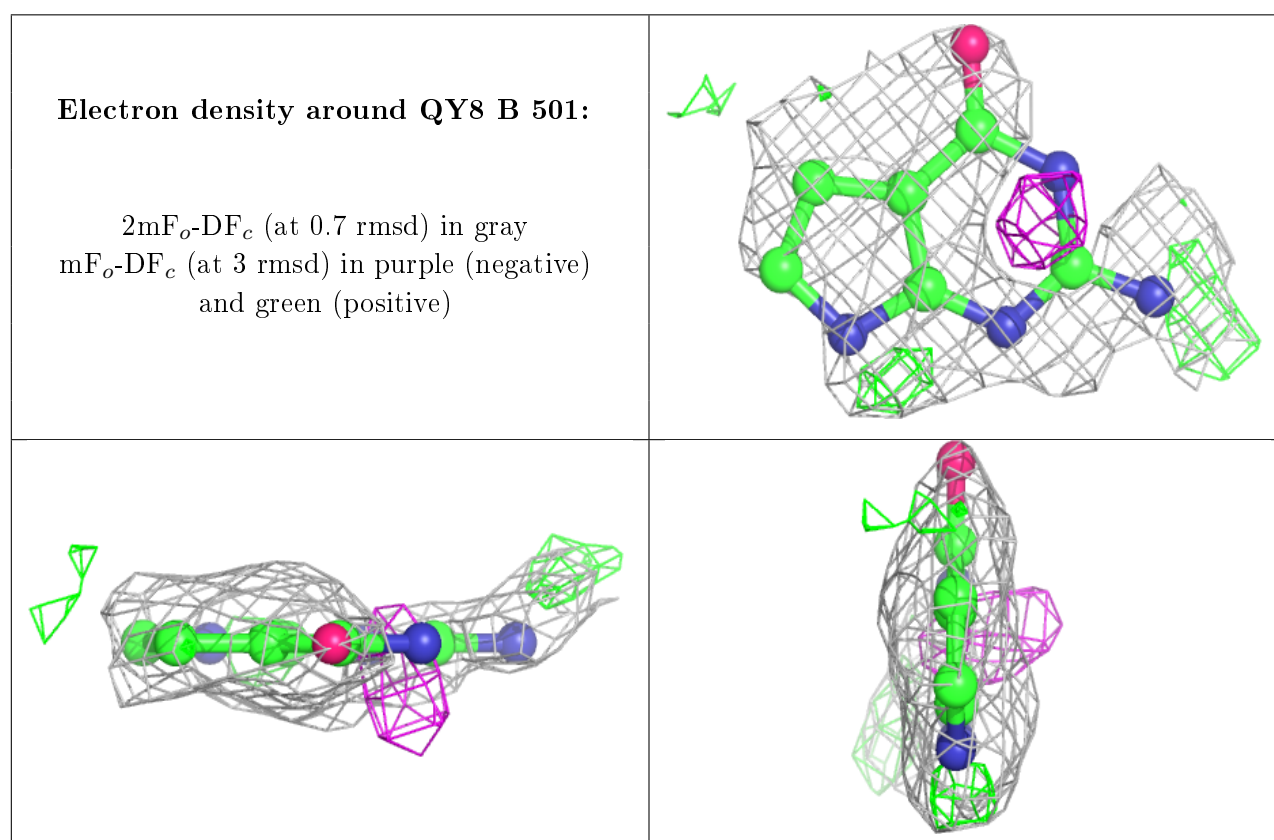 Electron density around QY8 B 501:
2mFₒ-DF𝑐 (at 0.7 rmsd) in gray
mFₒ-DF𝑐 (at 3 rmsd) in purple (negative)
and green (positive)